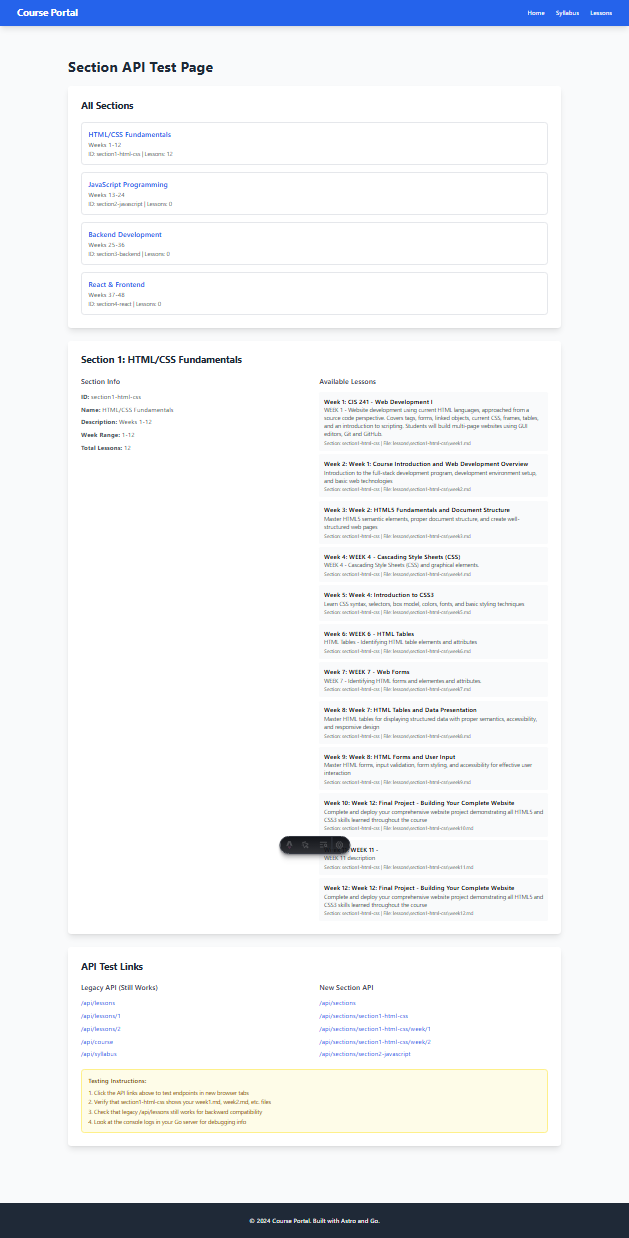 Course Portal
Home Syllabus Lessons
Section API Test Page
All Sections
HTML/CSS Fundamentals
Weeks 1-12
ID: section1-html-css | Lessons: 12
JavaScript Programming
Weeks 13-24
ID: section2-javascript | Lessons: 0
Backend Development
Weeks 25-36
ID: section3-backend | Lessons: 0
React & Frontend
Weeks 37-48
ID: section4-react | Lessons: 0
Section 1: HTML/CSS Fundamentals
Section Info
ID: section1-html-css
Name: HTML/CSS Fundamentals
Description: Weeks 1-12
Week Range: 1-12
Total Lessons: 12
Available Lessons
Week 1: CIS 241 - Web Development I
WEEK 1 - Website development using current HTML languages, approached from a
source code perspective. Covers tags, forms, linked objects, current CSS, frames, tables,
and an introduction to scripting. Students will build multi-page websites using GUI
editors, Git and GitHub
Section: section1-html-css | File: lessons\section1-html-css\week1.md
Week 2: Week 1: Course Introduction and Web Development Overview
Introduction to the full-stack development program, development environment setup,
and basic web technologies
Section: section1-html-css | File: lessons\section1-html-css\week2.md
Week 3: Week 2: HTML5 Fundamentals and Document Structure
Master HTML5 semantic elements, proper document structure, and create well-
structured web pages
Section: section1-html-css | File: lessons\section1-html-css\week3.md
Week 4: WEEK 4 - Cascading Style Sheets (CSS)
WEEK 4 - Cascading Style Sheets (CSS) and graphical elements.
Section: section1-html-css | File: lessons\section1-html-css\week4.md
Week 5: Week 4: Introduction to CSS3
Learn CSS syntax, selectors, box model, colors, fonts, and basic styling techniques
Section: section1-html-css | File: lessons\section1-html-css\week5.md
Week 6: WEEK 6 - HTML Tables
HTML Tables - Identifying HTML table elements and attributes
Section: section1-html-css | File: lessons\section1-html-css\week6.md
Week 7: WEEK 7 - Web Forms
WEEK 7 - Identifying HTML forms and elementes and attributes.
Section: section1-html-css | File: lessons\section1-html-css\week7.md
Week 8: Week 7: HTML Tables and Data Presentation
Master HTML tables for displaying structured data with proper semantics, accessibility,
and responsive design
Section: section1-html-css | File: lessons\section1-html-css\week8.md
Week 9: Week 8: HTML Forms and User Input
Master HTML forms, input validation, form styling, and accessibility for effective user
interaction
Section: section1-html-css | File: lessons\section1-html-css\week9.md
Week 10: Week 12: Final Project - Building Your Complete Website
Complete and deploy your comprehensive website project demonstrating all HTML5 and
CSS3 skills learned throughout the course
Section: section1-html-css | File: lessons\section1-html-css\week10.md
WEEK 11 -
WEEK 11 description
Section: section1-html-css | File: lessons\section1-html-css\week11.md
Week 12: Week 12: Final Project - Building Your Complete Website
Complete and deploy your comprehensive website project demonstrating all HTML5 and
CSS3 skills learned throughout the course
Section: section1-html-css | File: lessons\section1-html-css\week12.md
API Test Links
Legacy API (Still Works)
/api/lessons
/api/lessons/1
/api/lessons/2
/api/course
/api/syllabus
New Section API
/api/sections
/api/sections/section1-html-css
/api/sections/section1-html-css/week/1
/api/sections/section1-html-css/week/2
/api/sections/section2-javascript
Testing Instructions:
1. Click the API links above to test endpoints in new browser tabs
2. Verify that section1-html-css shows your week1.md, week2.md, etc. files
3. Check that legacy /api/lessons still works for backward compatibility
4. Look at the console logs in your Go server for debugging info
© 2024 Course Portal. Built with Astro and Go.